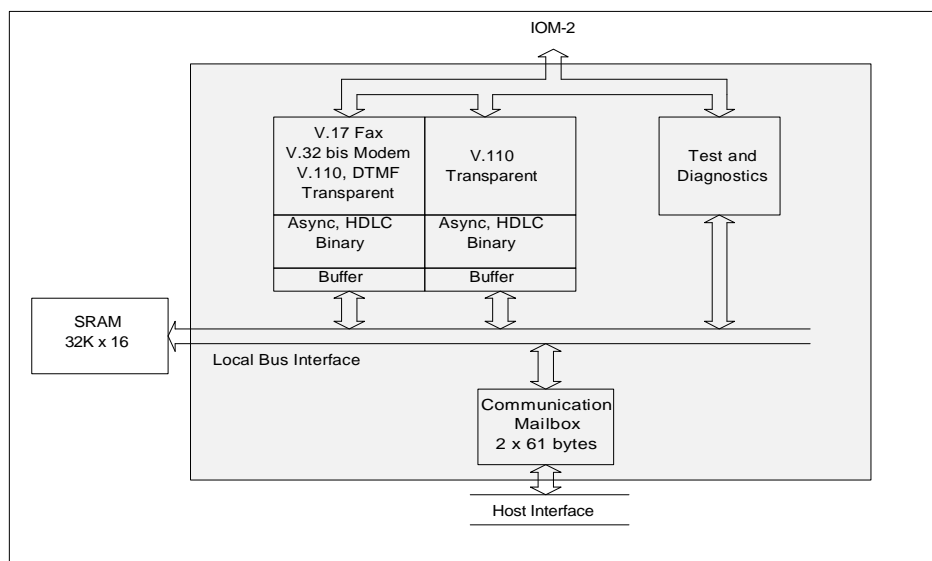 IOM-2
V.17 Fax
V.32 bis Modem
V.110, DTMF
Transparent
V.110
Transparent
Test and
Diagnostics
Async, HDLC
Binary
Async, HDLC
Binary
Buffer
Buffer
SRAM
32K x 16
Local Bus Interface
Communication
Mailbox
2 x 61 bytes
Host Interface